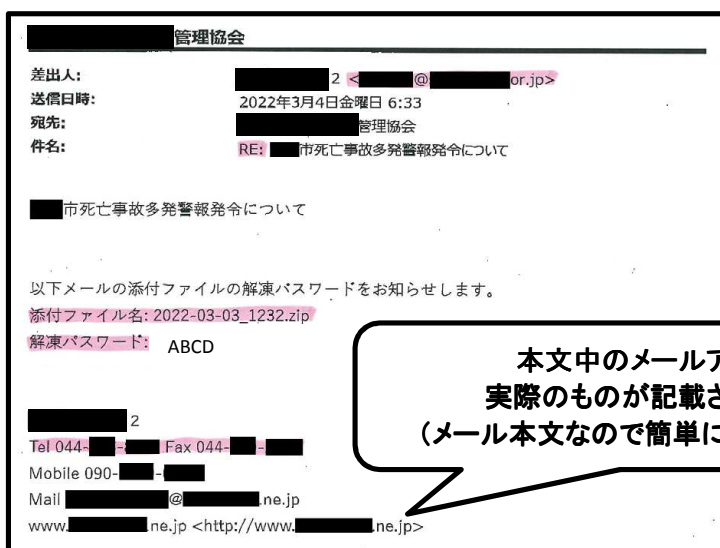 管理協会
差出人: 2 < @ or.jp>
送信日時: 2022年3月4日金曜日 6:33
宛先: 管理協会
件名: RE: 市死亡事故多発警報発令について
市死亡事故多発警報発令について
以下メールの添付ファイルの解凍パスワードをお知らせします。
添付ファイル名: 2022-03-03_1232.zip
解凍パスワード: ABCD
本文中のメールア
実際のものが記載さ
(メール本文なので簡単に
2
Tel 044- - Fax 044- -
Mobile 090- -
Mail @ .ne.jp
www. .ne.jp <http://www. .ne.jp>